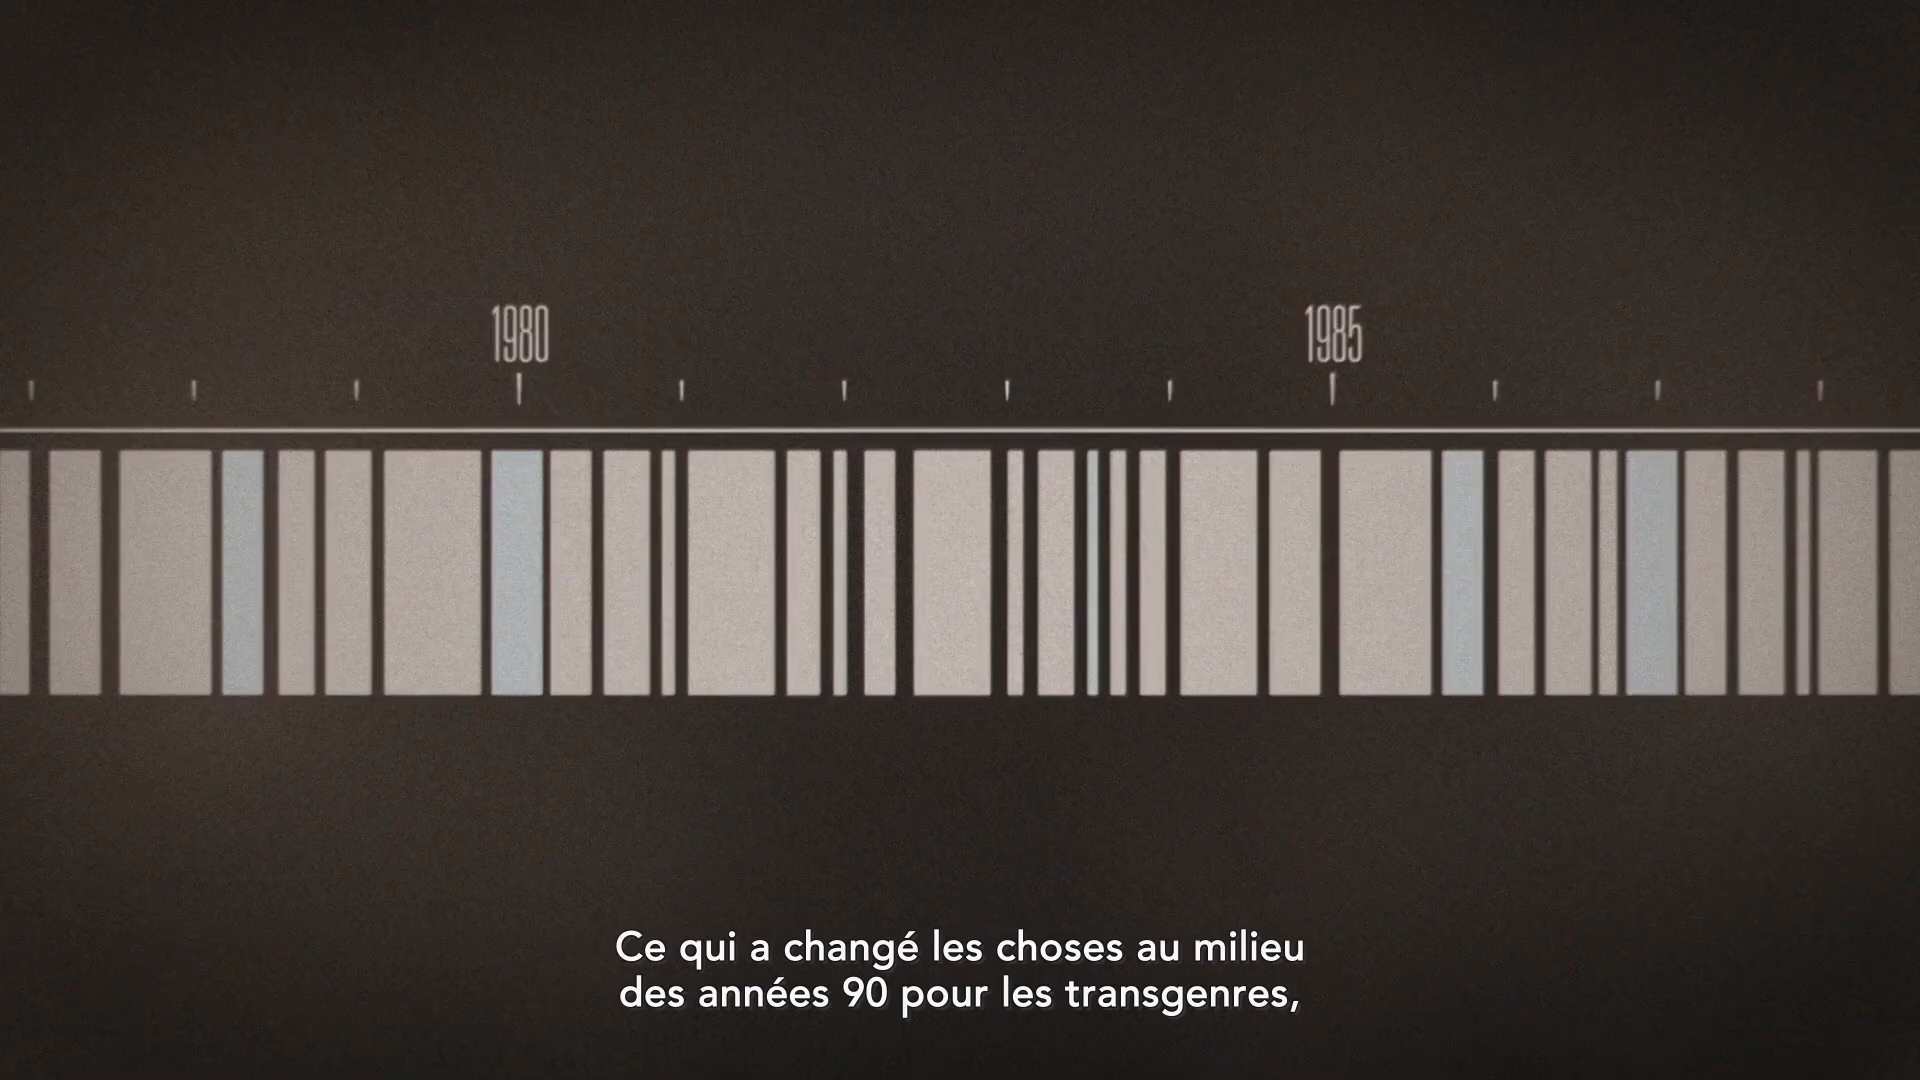 1980
1985
Ce qui a changé les choses au milieu
des années 90 pour les transgenres,